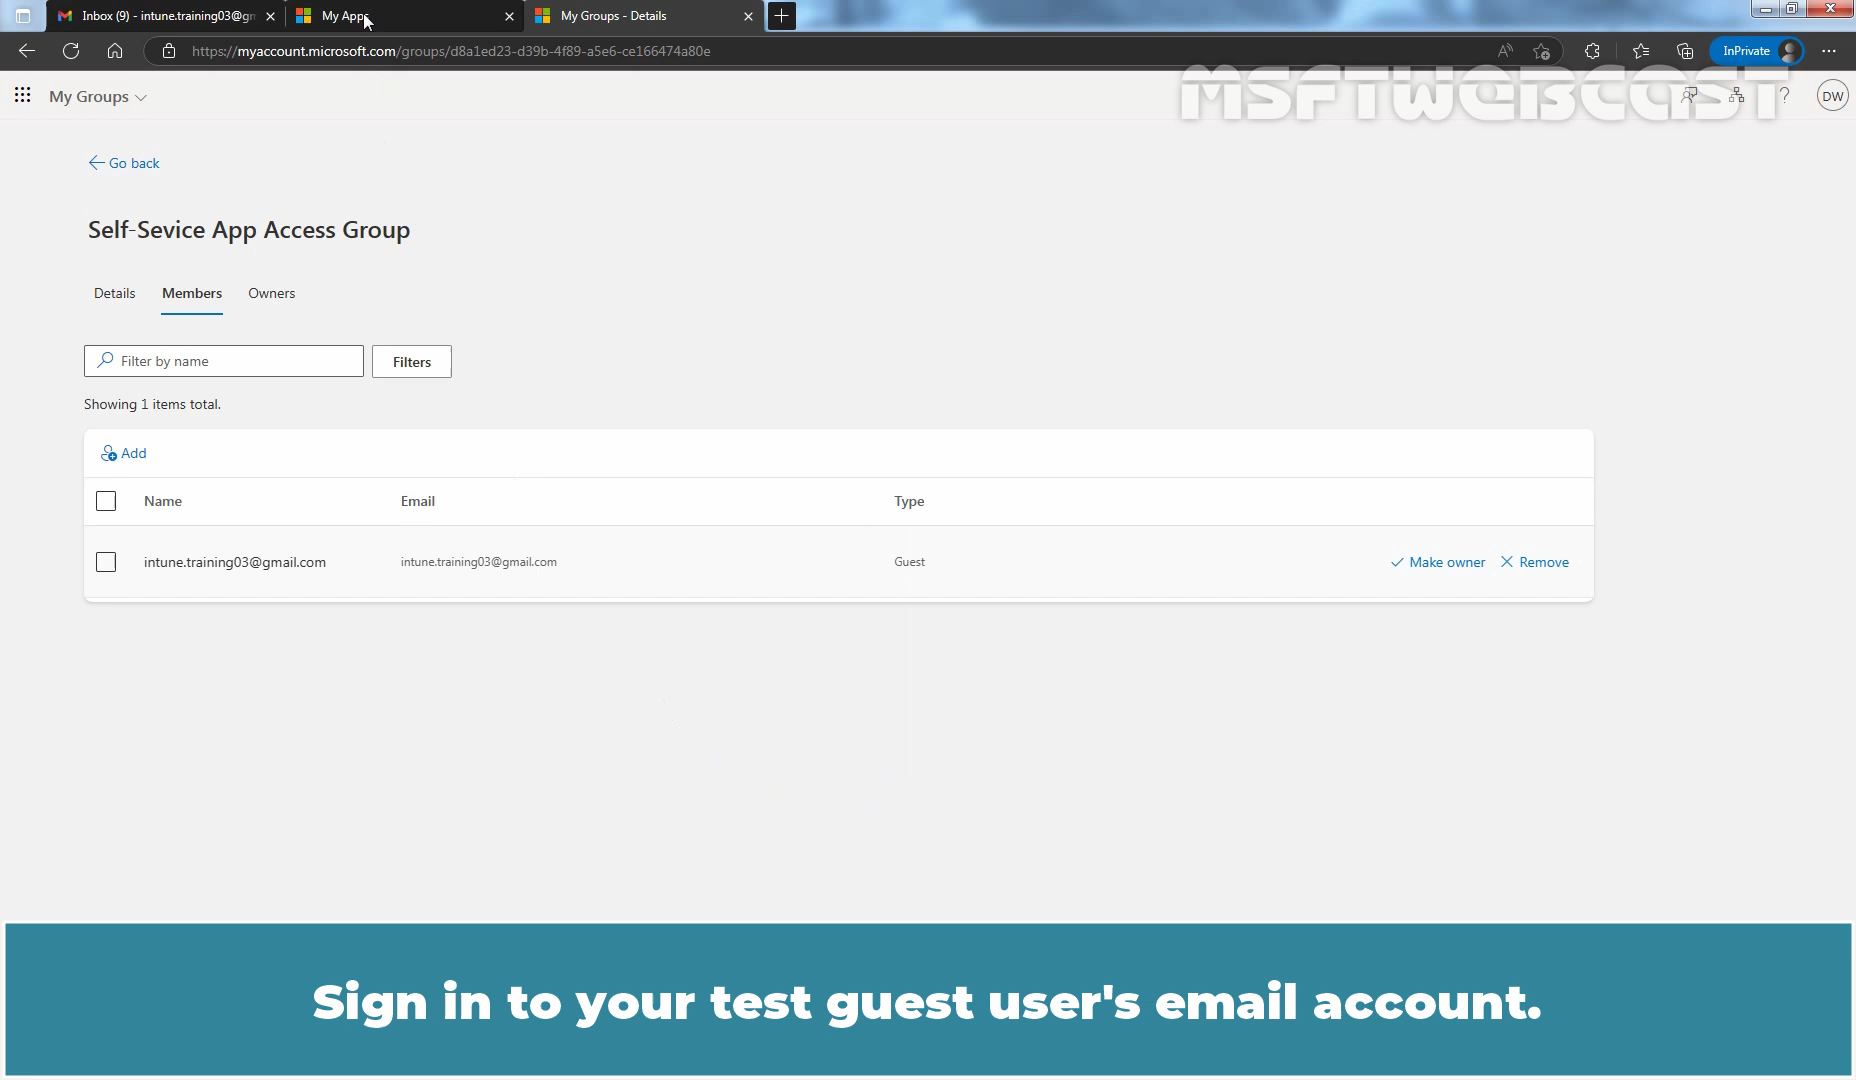 Inbox (9) - intune.training03@gm
My Apps
My Groups - Details
https://myaccount.microsoft.com/groups/d8a1ed23-d39b-4f89-a5e6-ce166474a80e
InPrivate
My Groups
MSFTWEBCAST
DW
Go back
Self-Sevice App Access Group
Details Members Owners
Filter by name
Filters
Showing 1 items total.
Add
Name Email Type
intune.training03@gmail.com intune.training03@gmail.com Guest Make owner Remove
Sign in to your test guest user's email account.